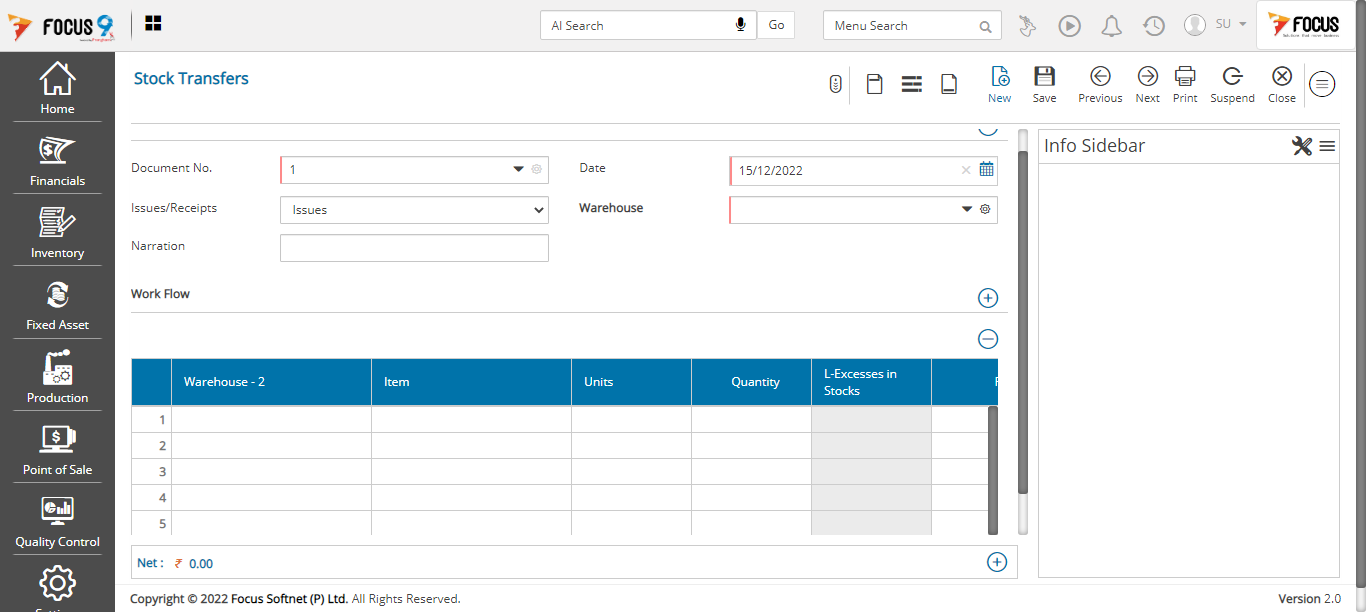 FOCUS 9
AI Search
Go
Menu Search
SU
FOCUS
Home
Financials
Inventory
Fixed Asset
Production
Point of Sale
Quality Control
Stock Transfers
New
Save
Previous
Next
Print
Suspend
Close
Document No.
1
Date
15/12/2022
Issues/Receipts
Issues
Warehouse
Narration
Work Flow
Warehouse - 2
Item
Units
Quantity
L-Excesses in
Stocks
1
2
3
4
5
Net : ₹ 0.00
Info Sidebar
Copyright © 2022 Focus Softnet (P) Ltd. All Rights Reserved.
Version 2.0